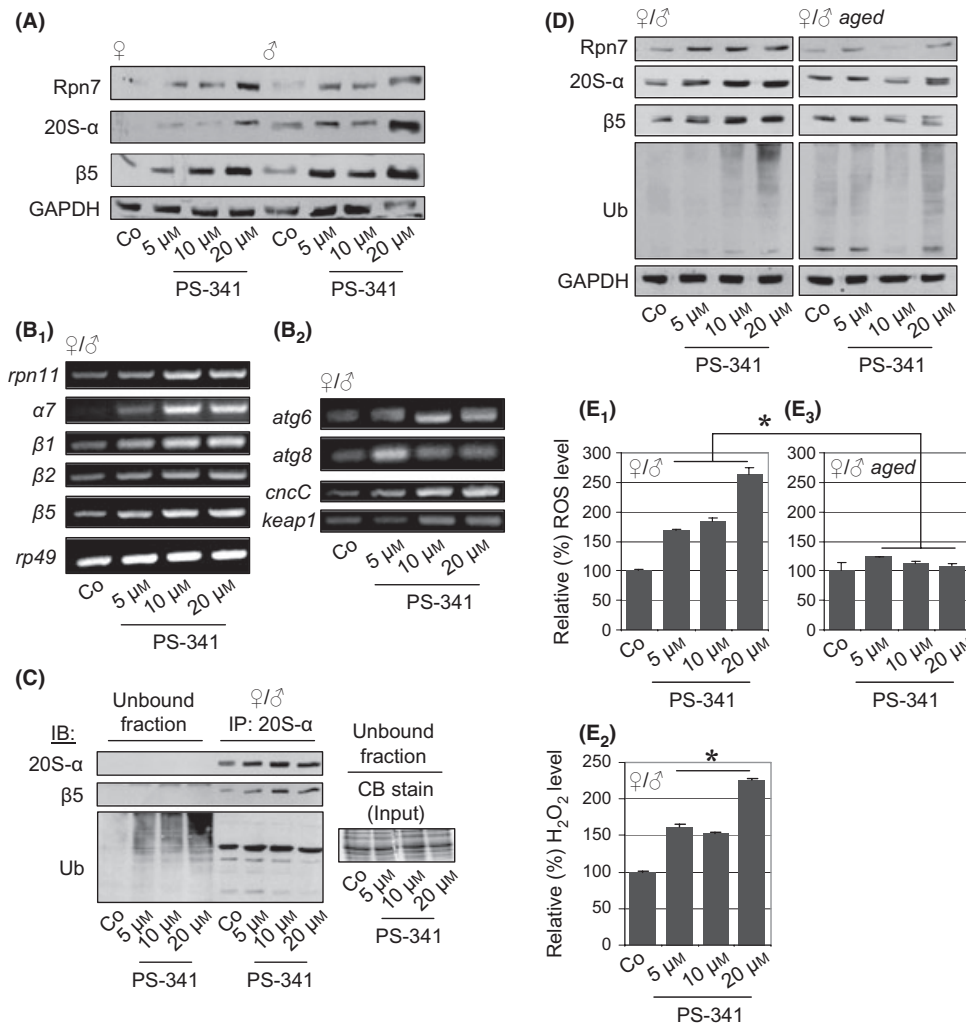 (A)
♀ ♂
Rpn7
20S-α
β5
GAPDH
Co 5 μM 10 μM 20 μM Co 5 μM 10 μM 20 μM
PS-341 PS-341
(B1)
♀/♂
rpn11
α7
β1
β2
β5
rp49
Co 5 μM 10 μM 20 μM
PS-341
(B2)
♀/♂
atg6
atg8
cncC
keap1
Co 5 μM 10 μM 20 μM
PS-341
(C)
Unbound
fraction
♀/♂
IP: 20S-α
IB:
20S-α
β5
Ub
Co 5 μM 10 μM 20 μM Co 5 μM 10 μM 20 μM
PS-341 PS-341
Unbound
fraction
CB stain
(Input)
Co 5 μM 10 μM 20 μM
PS-341
(D)
♀/♂ ♀/♂ aged
Rpn7
20S-α
β5
Ub
GAPDH
Co 5 μM 10 μM 20 μM Co 5 μM 10 μM 20 μM
PS-341 PS-341
(E1)
♀/♂
Relative (%) ROS level
300
250
200
150
100
50
0
Co 5 μM 10 μM 20 μM
PS-341
*
(E3)
♀/♂ aged
300
250
200
150
100
50
0
Co 5 μM 10 μM 20 μM
PS-341
(E2)
♀/♂
*
Relative (%) H2O2 level
250
200
150
100
50
0
Co 5 μM 10 μM 20 μM
PS-341